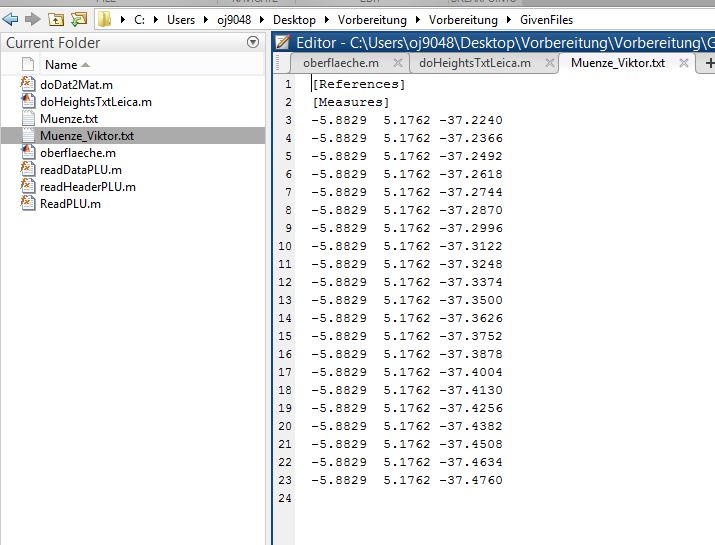 C: Users oj9048 Desktop Vorbereitung Vorbereitung GivenFiles
Current Folder
Name
doDat2Mat.m
doHeightsTxtLeica.m
Muenze.txt
Muenze_Viktor.txt
oberflaeche.m
readDataPLU.m
readHeaderPLU.m
ReadPLU.m
Editor - C:\Users\oj9048\Desktop\Vorbereitung\Vorbereitung\G
oberflaeche.m doHeightsTxtLeica.m Muenze_Viktor.txt
1 [References]
2 [Measures]
3 -5.8829 5.1762 -37.2240
4 -5.8829 5.1762 -37.2366
5 -5.8829 5.1762 -37.2492
6 -5.8829 5.1762 -37.2618
7 -5.8829 5.1762 -37.2744
8 -5.8829 5.1762 -37.2870
9 -5.8829 5.1762 -37.2996
10 -5.8829 5.1762 -37.3122
11 -5.8829 5.1762 -37.3248
12 -5.8829 5.1762 -37.3374
13 -5.8829 5.1762 -37.3500
14 -5.8829 5.1762 -37.3626
15 -5.8829 5.1762 -37.3752
16 -5.8829 5.1762 -37.3878
17 -5.8829 5.1762 -37.4004
18 -5.8829 5.1762 -37.4130
19 -5.8829 5.1762 -37.4256
20 -5.8829 5.1762 -37.4382
21 -5.8829 5.1762 -37.4508
22 -5.8829 5.1762 -37.4634
23 -5.8829 5.1762 -37.4760
24